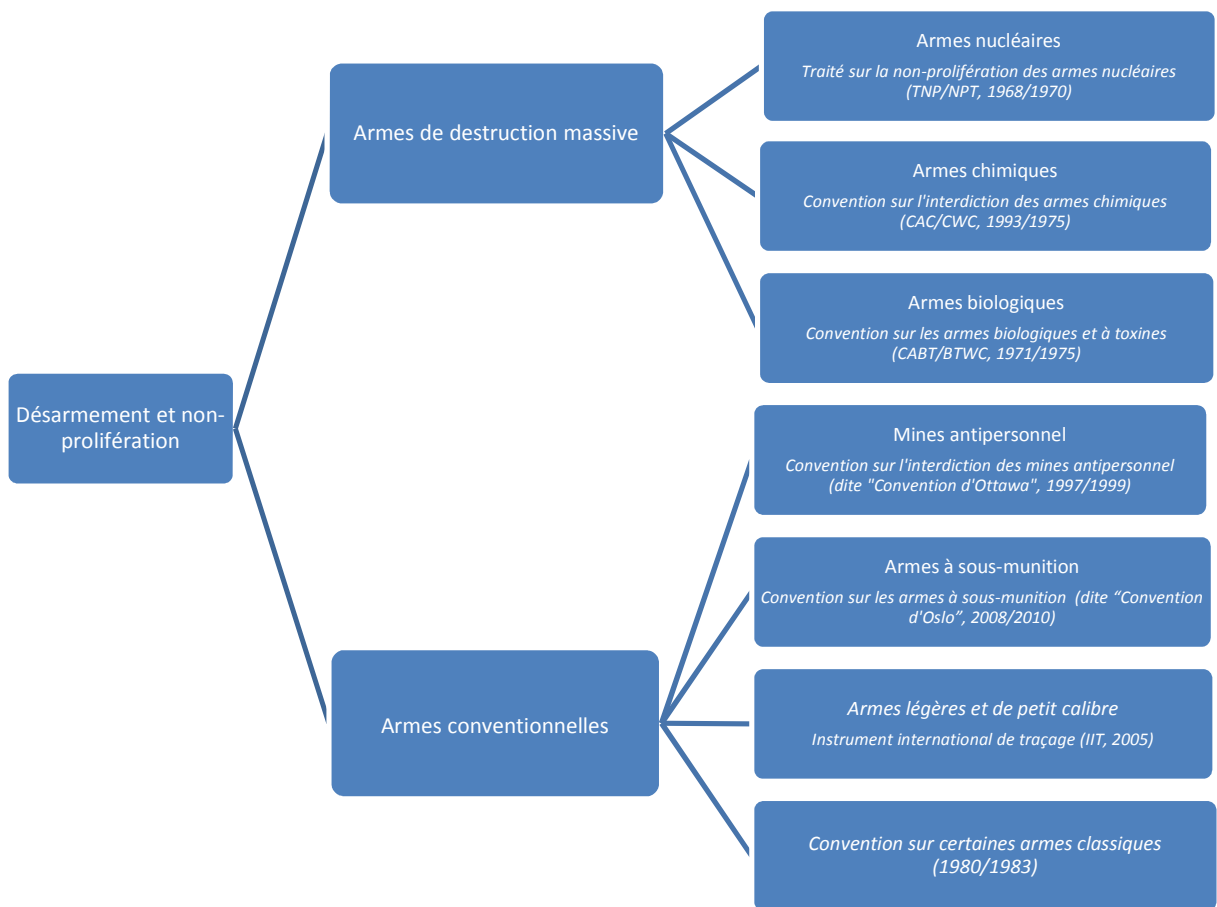 Désarmement et non-
prolifération
Armes de destruction massive
Armes nucléaires
Traité sur la non-prolifération des armes nucléaires
(TNP/NPT, 1968/1970)
Armes chimiques
Convention sur l'interdiction des armes chimiques
(CAC/CWC, 1993/1975)
Armes biologiques
Convention sur les armes biologiques et à toxines
(CABT/BTWC, 1971/1975)
Armes conventionnelles
Mines antipersonnel
Convention sur l'interdiction des mines antipersonnel
(dite "Convention d'Ottawa", 1997/1999)
Armes à sous-munition
Convention sur les armes à sous-munition (dite “Convention
d'Oslo”, 2008/2010)
Armes légères et de petit calibre
Instrument international de traçage (IIT, 2005)
Convention sur certaines armes classiques
(1980/1983)